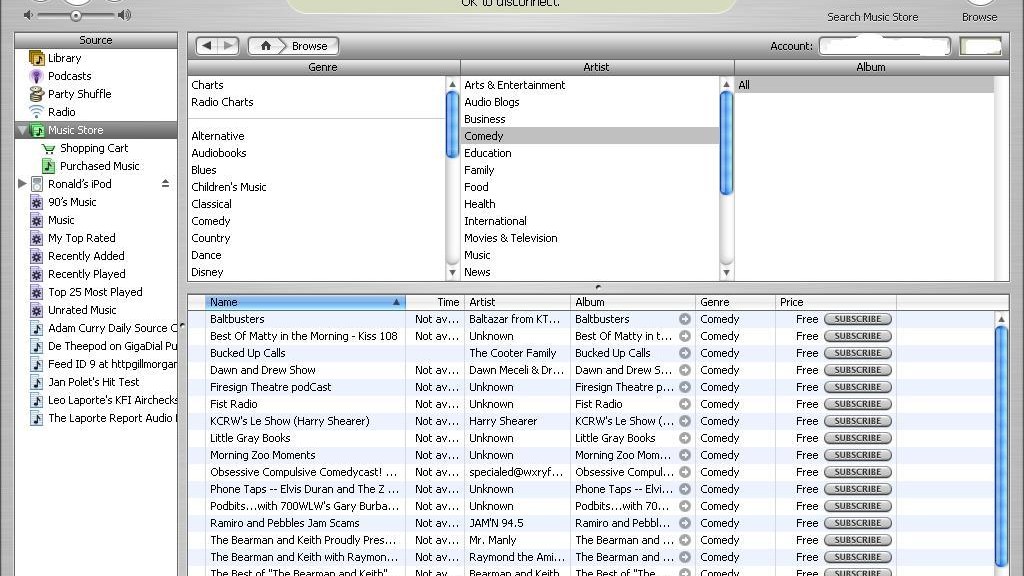 OK to disconnect.
Search Music Store
Browse
Source
Library
Podcasts
Party Shuffle
Radio
Music Store
Shopping Cart
Purchased Music
Ronald's iPod
90's Music
Music
My Top Rated
Recently Added
Recently Played
Top 25 Most Played
Unrated Music
Adam Curry Daily Source C
De Theepod on GigaDial Pu
Feed ID 9 at httpgillmorgar
Jan Polet's Hit Test
Leo Laporte's KFI Airchecks
The Laporte Report Audio
Browse
Account:
Genre
Artist
Album
Charts
Radio Charts
Alternative
Audiobooks
Blues
Children's Music
Classical
Comedy
Country
Dance
Disney
Arts & Entertainment
Audio Blogs
Business
Comedy
Education
Family
Food
Health
International
Movies & Television
Music
News
All
Name Time Artist Album Genre Price
Baltbusters Not av... Baltazar from KT... Baltbusters Comedy Free SUBSCRIBE
Best Of Matty in the Morning - Kiss 108 Not av... Unknown Best Of Matty in t... Comedy Free SUBSCRIBE
Bucked Up Calls The Cooter Family Bucked Up Calls Comedy Free SUBSCRIBE
Dawn and Drew Show Not av... Dawn Meceli & Dr... Dawn and Drew S... Comedy Free SUBSCRIBE
Firesign Theatre podCast Not av... Unknown Firesign Theatre p... Comedy Free SUBSCRIBE
Fist Radio Not av... Unknown Fist Radio Comedy Free SUBSCRIBE
KCRW's Le Show (Harry Shearer) Not av... Harry Shearer KCRW's Le Show (... Comedy Free SUBSCRIBE
Little Gray Books Not av... Unknown Little Gray Books Comedy Free SUBSCRIBE
Morning Zoo Moments Not av... Unknown Morning Zoo Mom... Comedy Free SUBSCRIBE
Obsessive Compulsive Comedycast! ... Not av... specialed@wxryf... Obsessive Compul... Comedy Free SUBSCRIBE
Phone Taps -- Elvis Duran and The Z ... Not av... Unknown Phone Taps -- Elvi... Comedy Free SUBSCRIBE
Podbits...with 700WLW's Gary Burba... Not av... Unknown Podbits...with 70... Comedy Free SUBSCRIBE
Ramiro and Pebbles Jam Scams Not av... JAM'N 94.5 Ramiro and Pebbl... Comedy Free SUBSCRIBE
The Bearman and Keith Proudly Pres... Not av... Mr. Manly The Bearman and ... Comedy Free SUBSCRIBE
The Bearman and Keith with Raymon... Not av... Raymond the Ami... The Bearman and ... Comedy Free SUBSCRIBE
The Best of "The Bearman and Keith" Not av... Bearman and Keith The Best of "The ... Comedy Free SUBSCRIBE